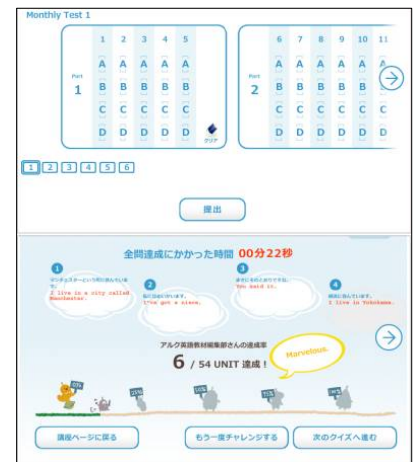 Monthly Test 1
1 2 3 4 5
6 7 8 9 10 11
Part 1
Part 2
A A A A A
A A A A A
B B B B B
B B B B B B
C C C C C
C C C C C C
D D D D D
D D D D D D
クリア
1 2 3 4 5 6
提出
全問達成にかかった時間 00分22秒
1
2
3
4
I live in a city called
Manchester.
I've got a niece.
You said it.
I live in Yokohama.
アルク英語教材編集部さんの達成率
6 / 54 UNIT 達成！
Marvelous.
0%
25%
50%
75%
講座ページに戻る
もう一度チャレンジする
次のクイズへ進む